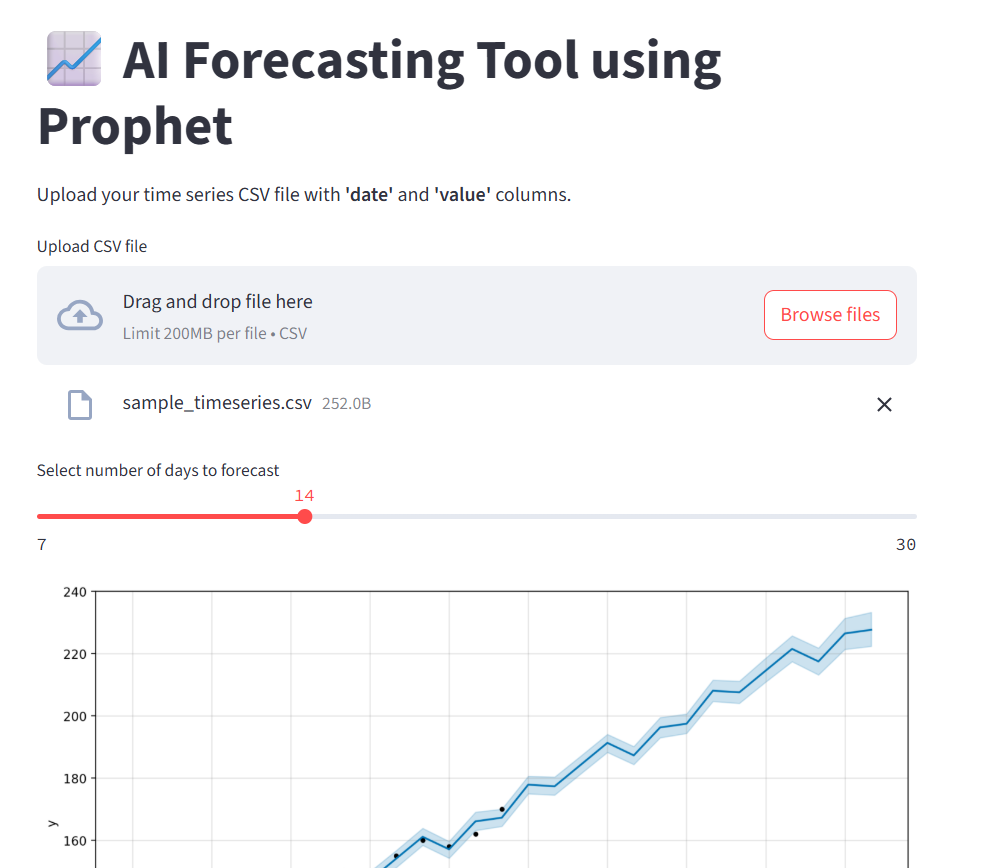 AI Forecasting Tool using
Prophet
Upload your time series CSV file with 'date' and 'value' columns.
Upload CSV file
Drag and drop file here
Limit 200MB per file • CSV
Browse files
sample_timeseries.csv 252.0B
Select number of days to forecast
14
7
30
240
220
200
180
y
160